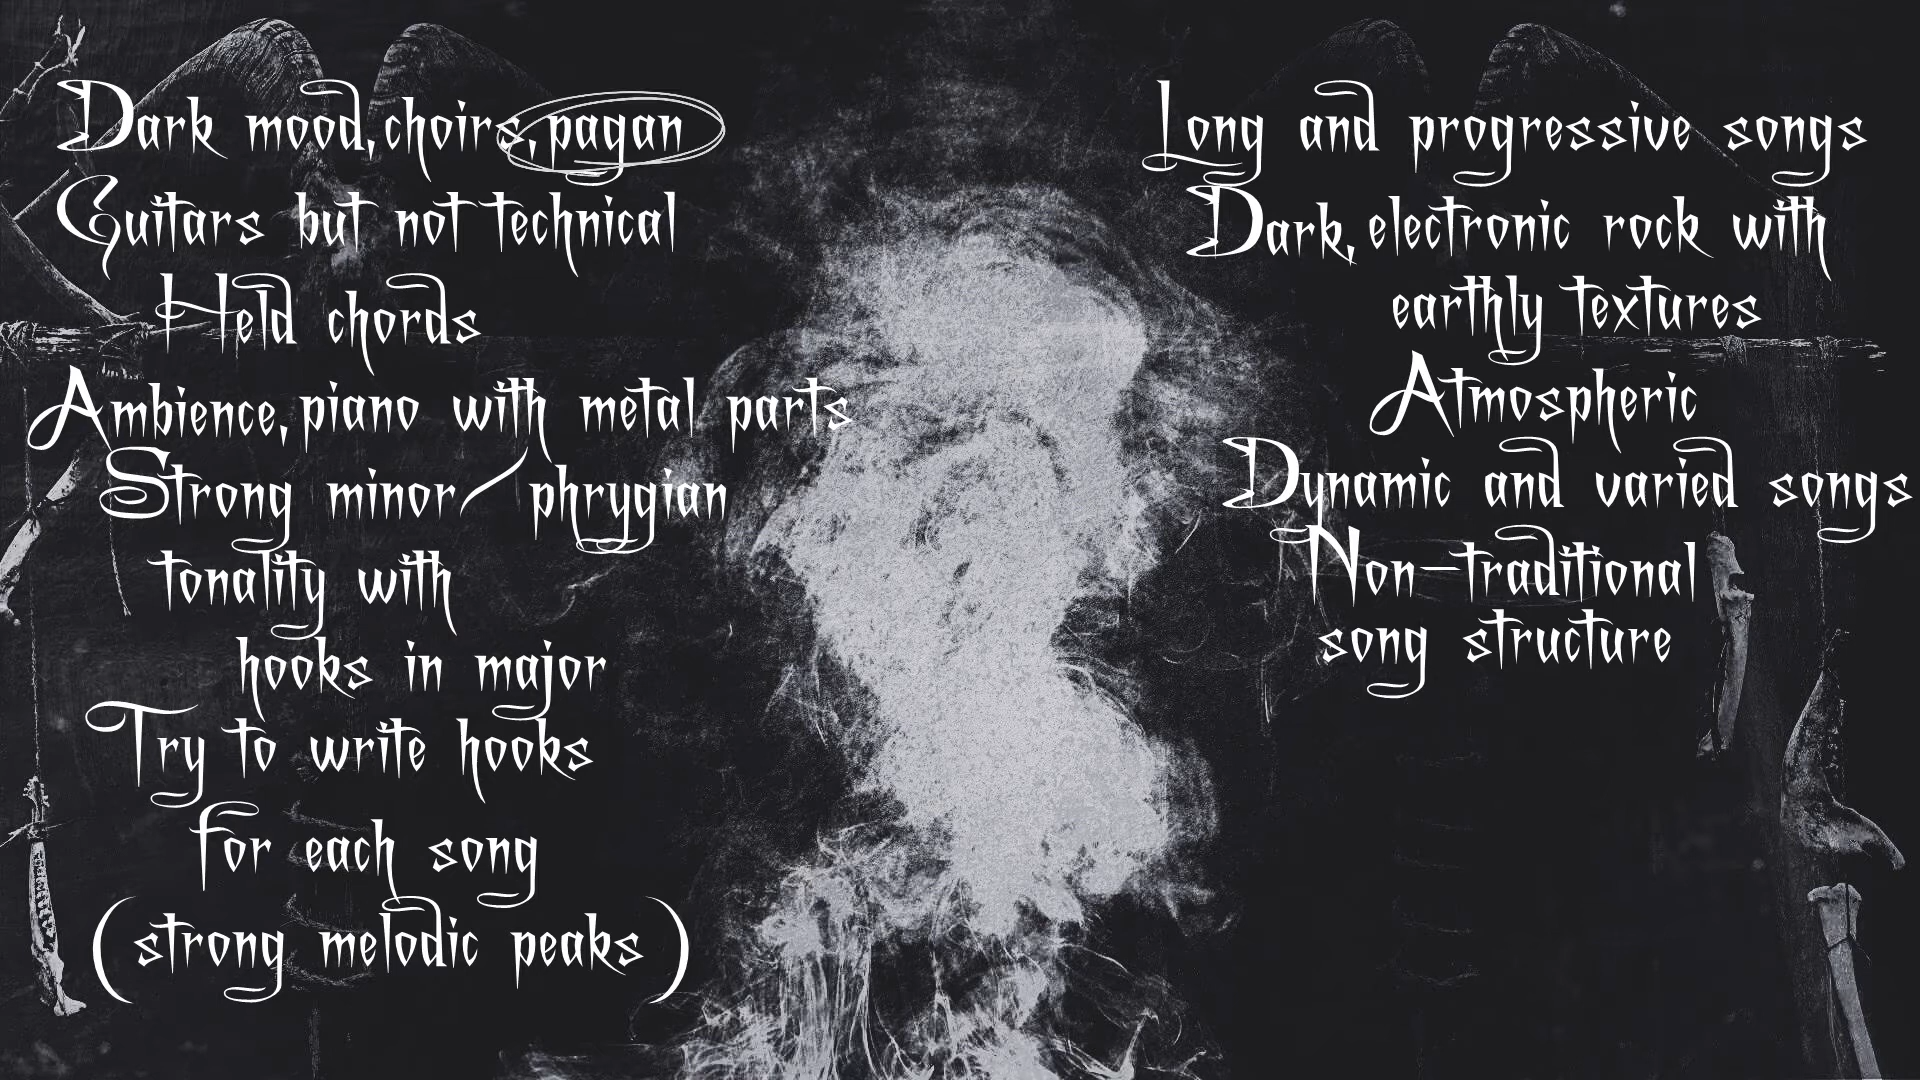 Dark mood, choirs, pagan
Guitars but not technical
Held chords
Ambience, piano with metal parts
Strong minor/phrygian
tonality with
hooks in major
Try to write hooks
for each song
(strong melodic peaks)
Long and progressive songs
Dark, electronic rock with
earthly textures
Atmospheric
Dynamic and varied songs
Non-traditional
song structure